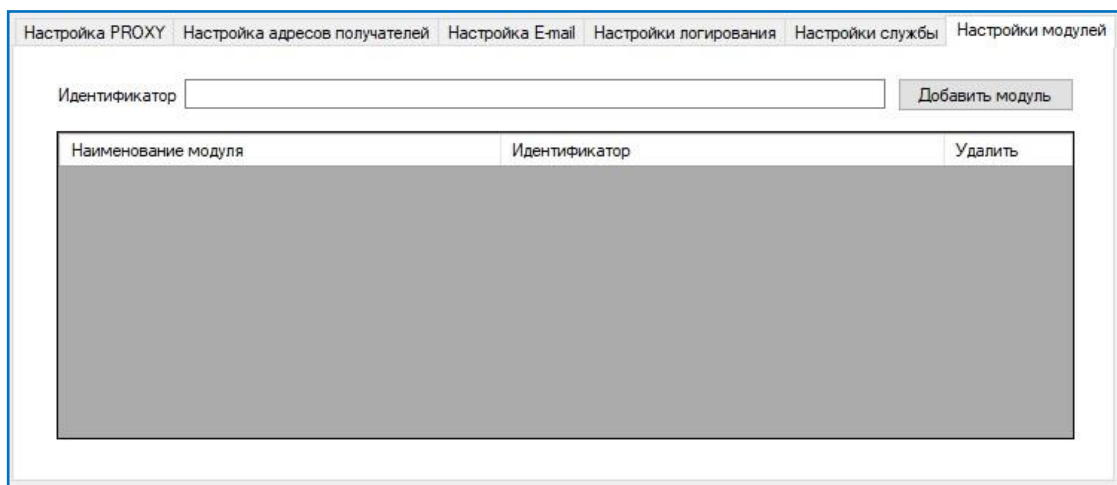 Настройка PROXY Настройка адресов получателей Настройка E-mail Настройки логирования Настройки службы Настройки модулей
Идентификатор Добавить модуль
Наименование модуля Идентификатор Удалить